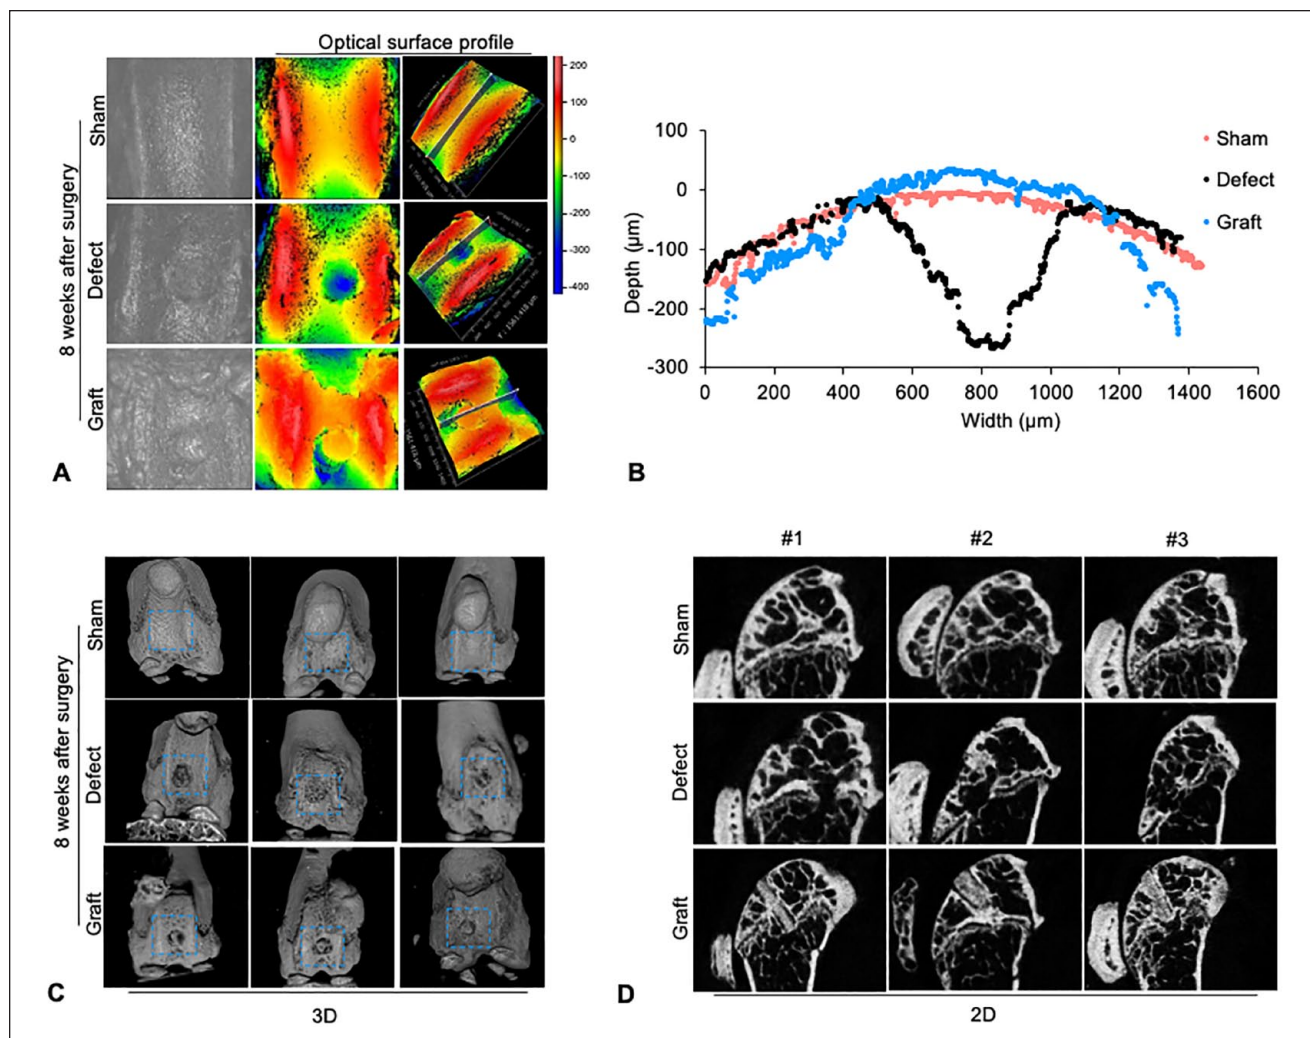 Optical surface profile
8 weeks after surgery
Sham
Defect
Graft
200
100
0
-100
-200
-300
-400
A
100
0
-100
-200
-300
Depth (µm)
0 200 400 600 800 1000 1200 1400 1600
Width (µm)
Sham
Defect
Graft
B
8 weeks after surgery
Sham
Defect
Graft
C
3D
#1 #2 #3
Sham
Defect
Graft
D
2D